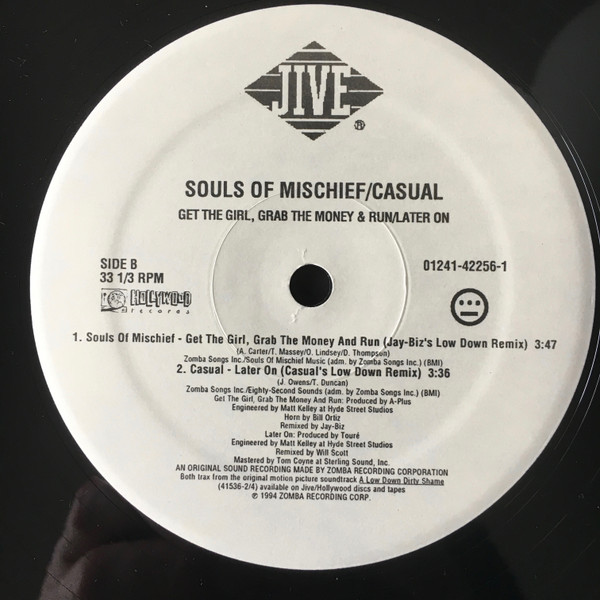 JIVE
®
SOULS OF MISCHIEF/CASUAL
GET THE GIRL, GRAB THE MONEY & RUN/LATER ON
SIDE B
33 1/3 RPM
HOLLYWOOD
records
01241-42256-1
1. Souls Of Mischief - Get The Girl, Grab The Money And Run (Jay-Biz's Low Down Remix) 3:47
(A. Carter/T. Massey/O. Lindsey/D. Thompson)
Zomba Songs Inc./Souls Of Mischief Music (adm. by Zomba Songs Inc.) (BMI)
2. Casual - Later On (Casual's Low Down Remix) 3:36
(J. Owens/T. Duncan)
Zomba Songs Inc./Eighty-Second Sounds (adm. by Zomba Songs Inc.) (BMI)
Get The Girl, Grab The Money And Run: Produced by A-Plus
Engineered by Matt Kelley at Hyde Street Studios
Horn by Bill Ortiz
Remixed by Jay-Biz
Later On: Produced by Touré
Engineered by Matt Kelley at Hyde Street Studios
Remixed by Will Scott
Mastered by Tom Coyne at Sterling Sound, Inc.
AN ORIGINAL SOUND RECORDING MADE BY ZOMBA RECORDING CORPORATION
Both trax from the original motion picture soundtrack A Low Down Dirty Shame
(41536-2/4) available on Jive/Hollywood discs and tapes
℗ 1994 ZOMBA RECORDING CORP.